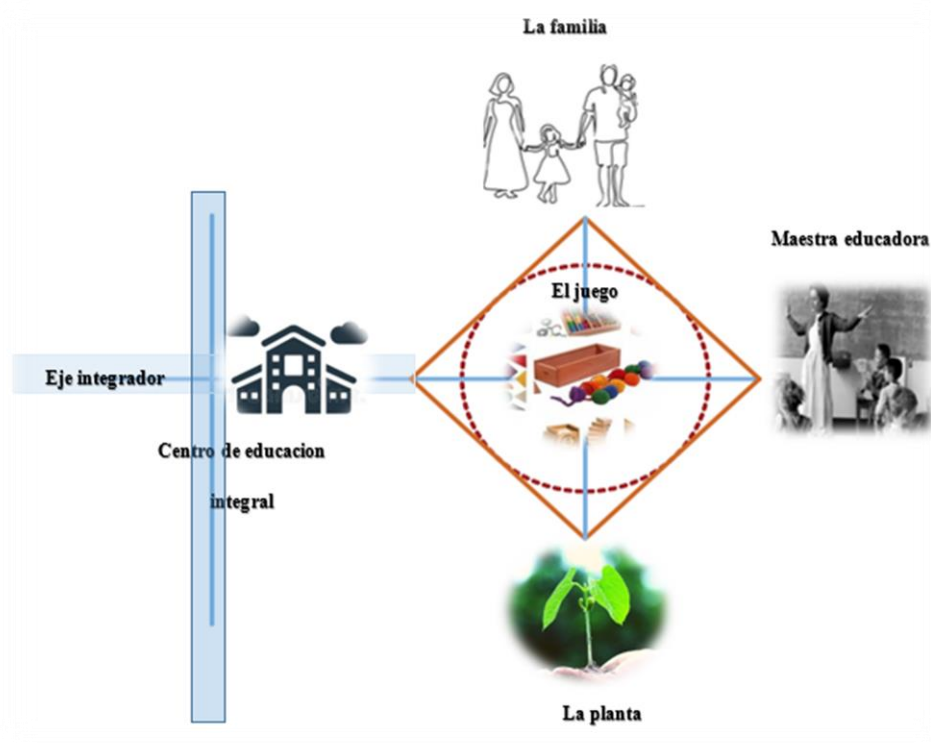 La familia
Maestra educadora
El juego
Eje integrador
Centro de educacion
integral
La planta